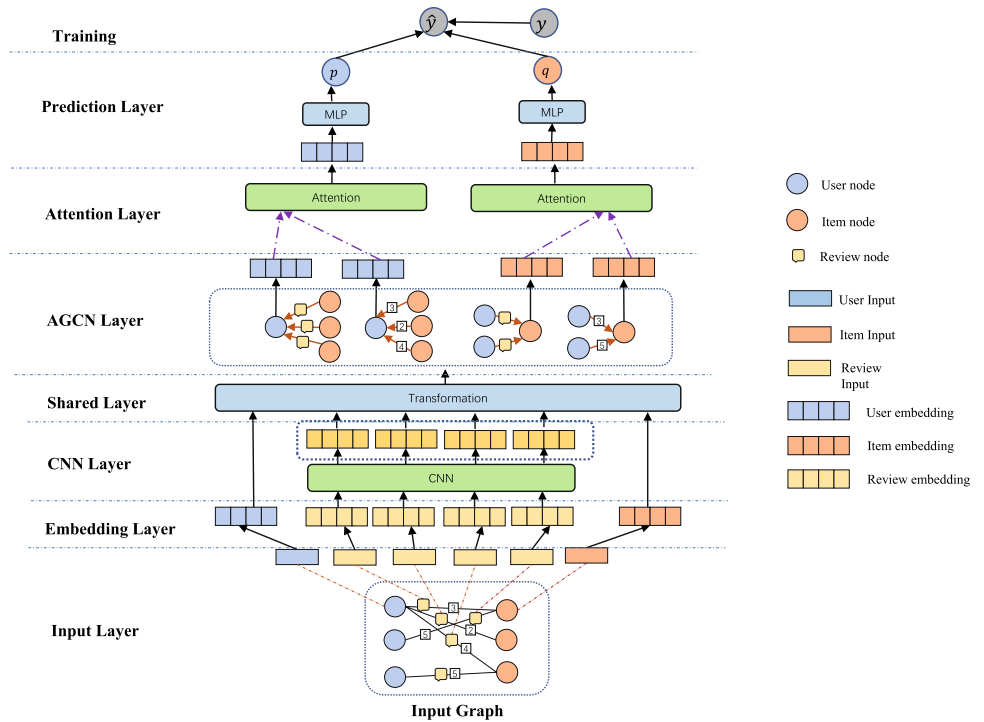 Training
ŷ
y
p
q
Prediction Layer
MLP
MLP
Attention Layer
Attention
Attention
User node
Item node
Review node
AGCN Layer
3
2
4
3
5
User Input
Item Input
Review
Input
Shared Layer
Transformation
User embedding
Item embedding
Review embedding
CNN Layer
CNN
Embedding Layer
Input Layer
3
2
5
4
5
Input Graph